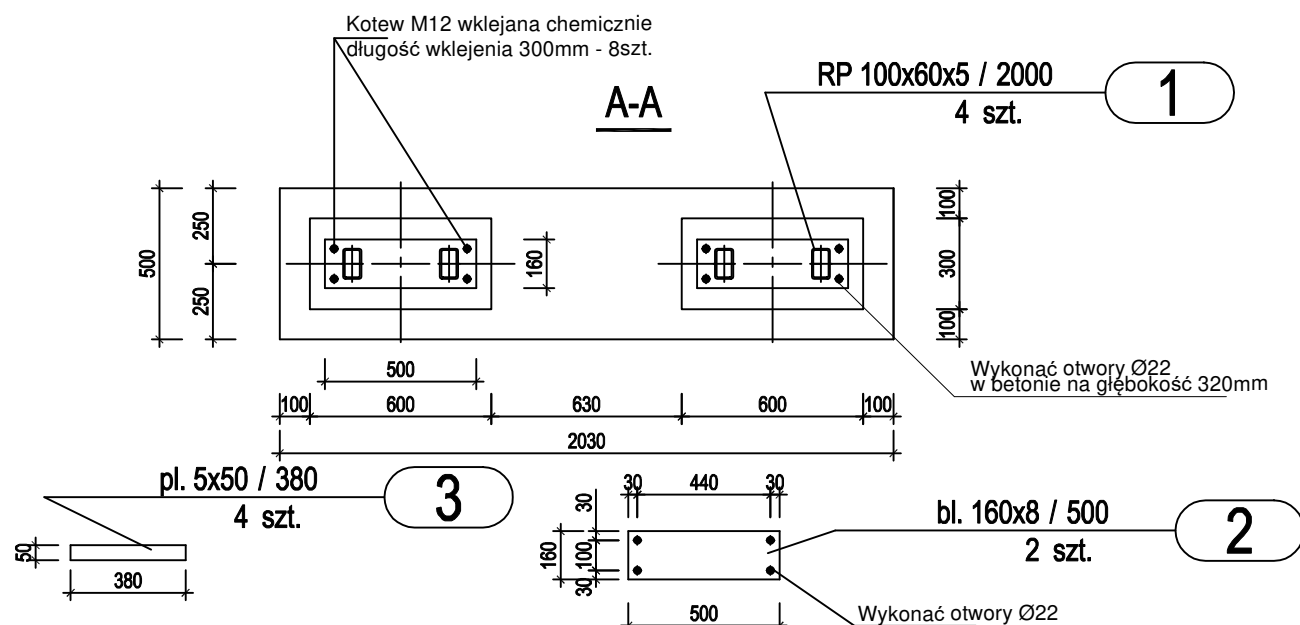 Kotew M12 wklejana chemicznie
długość wklejenia 300mm - 8szt.
A-A
RP 100x60x5 / 2000
4 szt.
1
500
250
250
160
100
300
100
500
Wykonać otwory Ø22
w betonie na głębokość 320mm
100
600
630
600
100
2030
pl. 5x50 / 380
4 szt.
3
50
380
30
440
30
30
160
100
30
500
bl. 160x8 / 500
2 szt.
2
Wykonać otwory Ø22